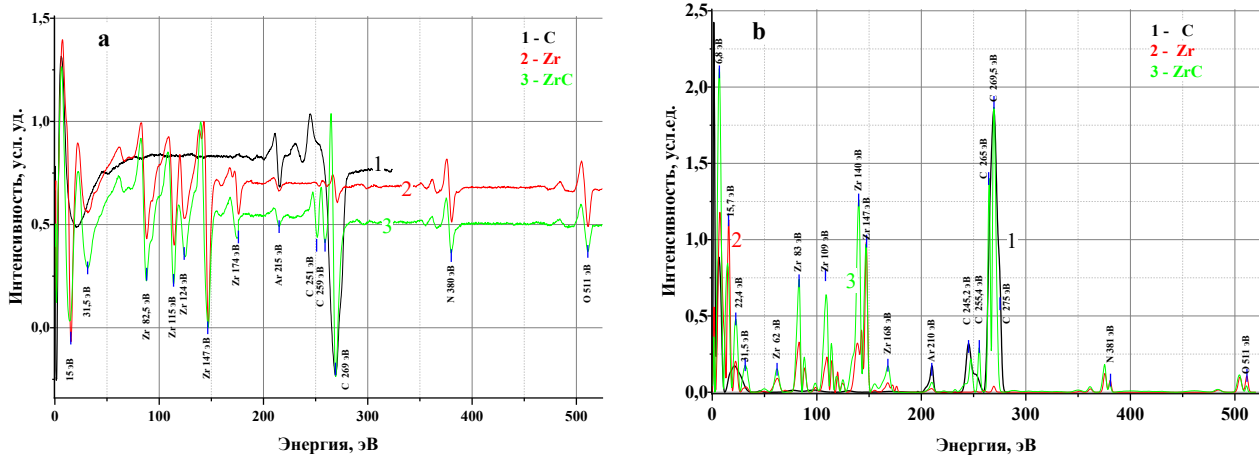 a
1 - C
2 - Zr
3 - ZrC
Интенсивность, усл. уд.
1,5
1,0
0,5
0,0
1
2
3
15 эВ
31,5 эВ
Zr 82,5 эВ
Zr 115 эВ
Zr 124 эВ
Zr 147 эВ
Zr 174 эВ
Ar 215 эВ
C 251 эВ
C 259 эВ
C 269 эВ
N 380 эВ
O 511 эВ
0
100
200
300
400
500
Энергия, эВ
b
1 - C
2 - Zr
3 - ZrC
Интенсивность, усл.ед.
2,5
2,0
1,5
1,0
0,5
0,0
6,8 эВ
15,7 эВ
22,4 эВ
31,5 эВ
Zr 62 эВ
Zr 83 эВ
Zr 109 эВ
Zr 140 эВ
Zr 147 эВ
Zr 168 эВ
Ar 210 эВ
C 245,2 эВ
C 255,4 эВ
C 265 эВ
C 269,5 эВ
C 275 эВ
N 381 эВ
O 511 эВ
1
2
3
0
100
200
300
400
500
Энергия, эВ